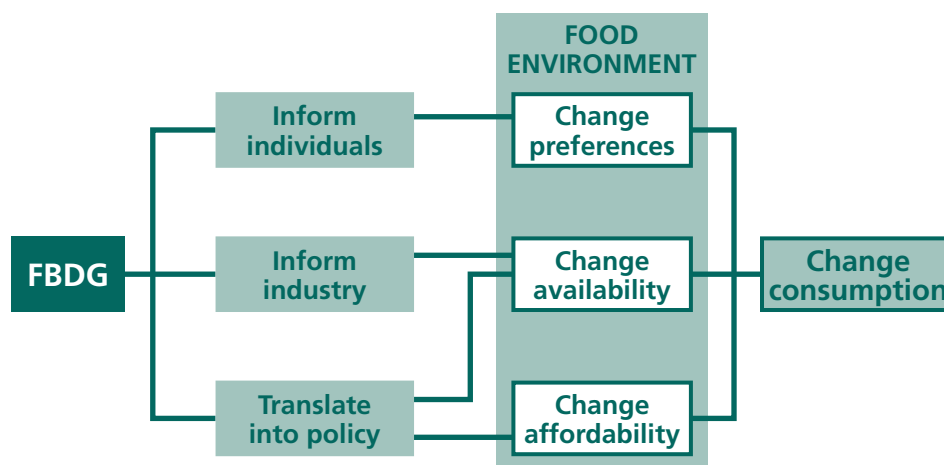 FOOD
ENVIRONMENT
Inform
individuals
Change
preferences
FBDG
Inform
industry
Change
availability
Change
consumption
Translate
into policy
Change
affordability